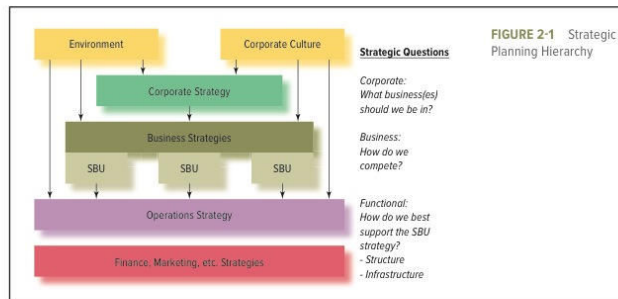 FIGURE 2-1 Strategic
Planning Hierarchy
Environment
Corporate Culture
Corporate Strategy
Business Strategies
SBU
SBU
SBU
Operations Strategy
Finance, Marketing, etc. Strategies
Strategic Questions
Corporate:
What business(es)
should we be in?
Business:
How do we
compete?
Functional:
How do we best
support the SBU
strategy?
- Structure
- Infrastructure